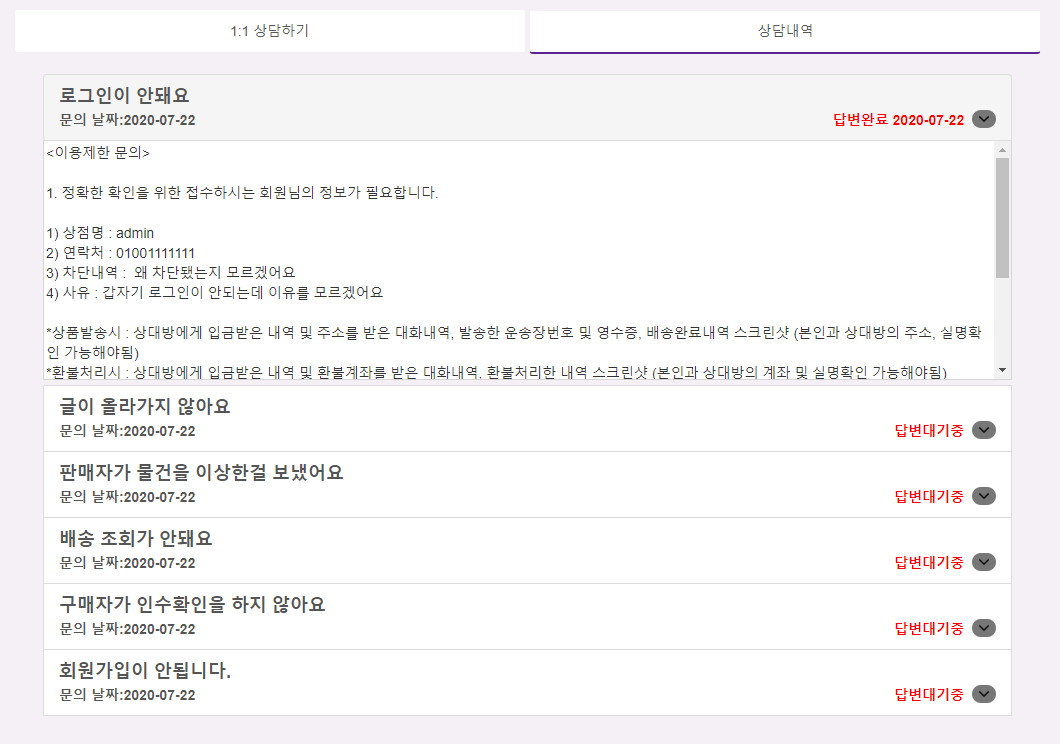 1:1 상담하기
상담내역
로그인이 안돼요
문의 날짜:2020-07-22
답변완료 2020-07-22
<이용제한 문의>
1. 정확한 확인을 위한 접수하시는 회원님의 정보가 필요합니다.
1) 상점명 : admin
2) 연락처 : 01001111111
3) 차단내역 :  왜 차단됐는지 모르겠어요
4) 사유 : 갑자기 로그인이 안되는데 이유를 모르겠어요
*상품발송시 : 상대방에게 입금받은 내역 및 주소를 받은 대화내역, 발송한 운송장번호 및 영수증, 배송완료내역 스크린샷 (본인과 상대방의 주소, 실명확
인 가능해야됨)
*환불처리시 : 상대방에게 입금받은 내역 및 환불계좌를 받은 대화내역, 환불처리한 내역 스크린샷 (본인과 상대방의 계좌 및 실명확인 가능해야됨)
글이 올라가지 않아요
문의 날짜:2020-07-22
답변대기중
판매자가 물건을 이상한걸 보냈어요
문의 날짜:2020-07-22
답변대기중
배송 조회가 안돼요
문의 날짜:2020-07-22
답변대기중
구매자가 인수확인을 하지 않아요
문의 날짜:2020-07-22
답변대기중
회원가입이 안됩니다.
문의 날짜:2020-07-22
답변대기중